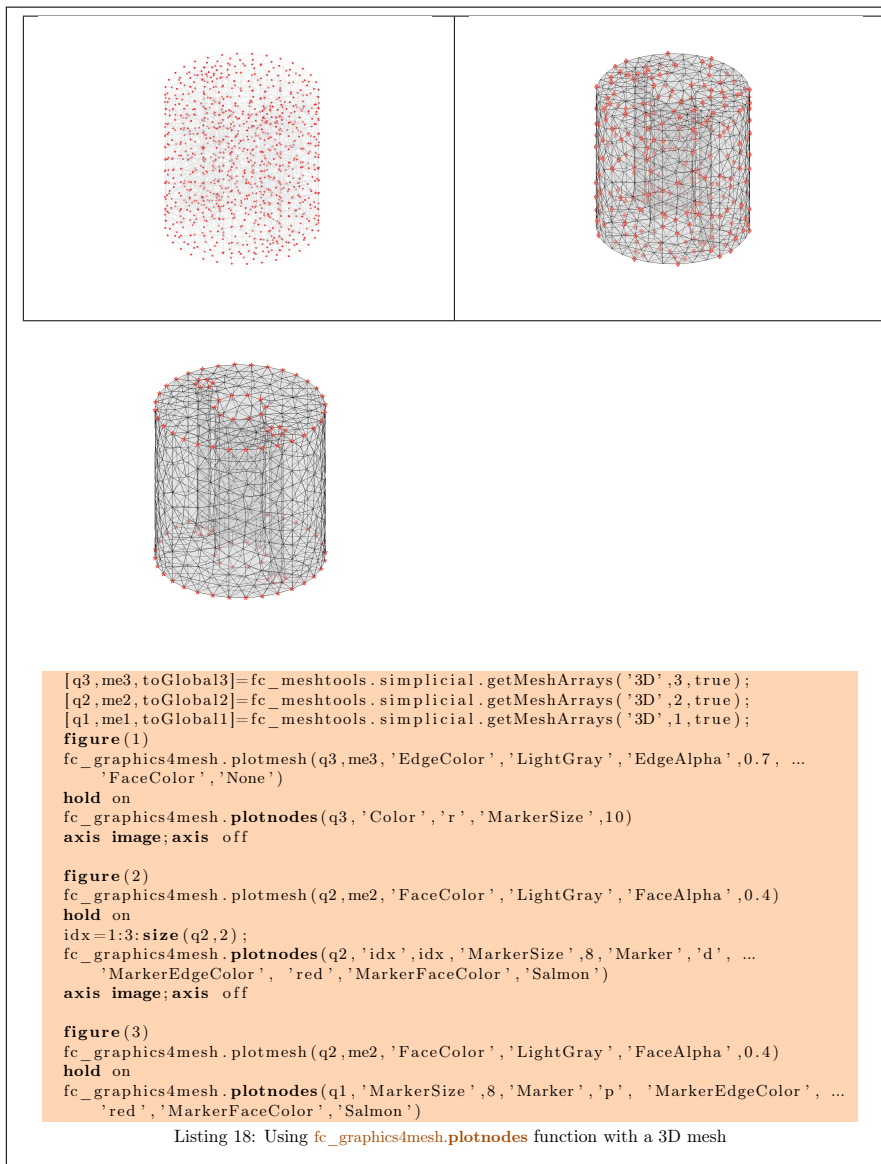 [q3,me3,toGlobal3]=fc_meshtools.simplicial.getMeshArrays('3D',3,true);
[q2,me2,toGlobal2]=fc_meshtools.simplicial.getMeshArrays('3D',2,true);
[q1,me1,toGlobal1]=fc_meshtools.simplicial.getMeshArrays('3D',1,true);
figure(1)
fc_graphics4mesh.plotmesh(q3,me3,'EdgeColor','LightGray','EdgeAlpha',0.7, ...
'FaceColor','None')
hold on
fc_graphics4mesh.plotnodes(q3,'Color','r','MarkerSize',10)
axis image;axis off
figure(2)
fc_graphics4mesh.plotmesh(q2,me2,'FaceColor','LightGray','FaceAlpha',0.4)
hold on
idx=1:3:size(q2,2);
fc_graphics4mesh.plotnodes(q2,'idx',idx,'MarkerSize',8,'Marker','d', ...
'MarkerEdgeColor', 'red','MarkerFaceColor','Salmon')
axis image;axis off
figure(3)
fc_graphics4mesh.plotmesh(q2,me2,'FaceColor','LightGray','FaceAlpha',0.4)
hold on
fc_graphics4mesh.plotnodes(q1,'MarkerSize',8,'Marker','p', 'MarkerEdgeColor', ...
'red','MarkerFaceColor','Salmon')
Listing 18: Using fc_graphics4mesh.plotnodes function with a 3D mesh